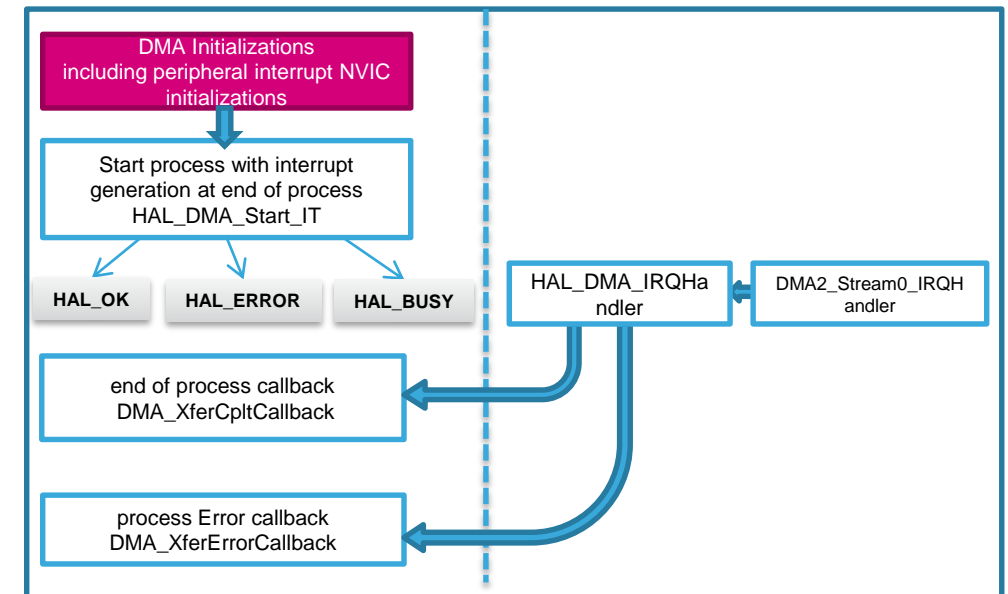 DMA Initializations
including peripheral interrupt NVIC
initializations
Start process with interrupt
generation at end of process
HAL_DMA_Start_IT
HAL_OK
HAL_ERROR
HAL_BUSY
HAL_DMA_IRQHa
ndler
DMA2_Stream0_IRQH
andler
end of process callback
DMA_XferCpltCallback
process Error callback
DMA_XferErrorCallback